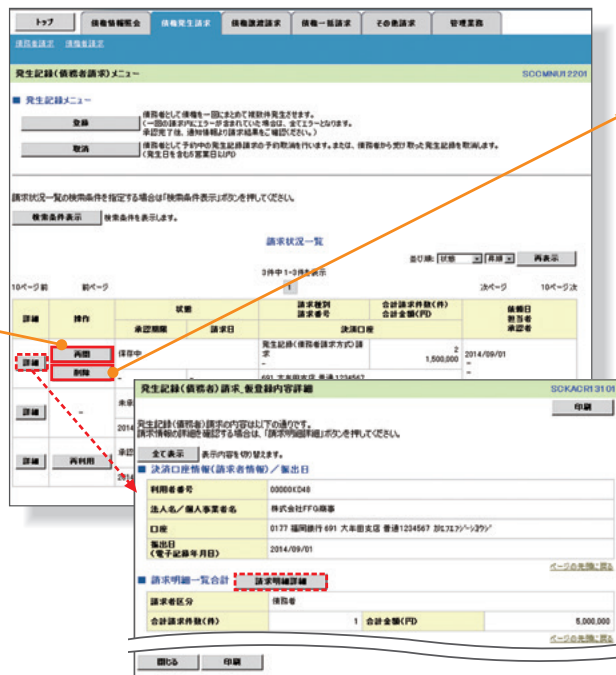 トップ 債権情報照会 債権発生請求 債権譲渡請求 債権一括請求 その他請求 管理業務
債務者請求 債権者請求
発生記録(債務者請求)メニュー SCCMNU12201
■ 発生記録メニュー
登録 債務者として債権を一回にまとめて複数件発生させます。
(一回の請求内にエラーが含まれていた場合は、全てエラーとなります。
承認完了後、通知情報より請求結果をご確認ください。)
取消 債務者として予約中の発生記録請求の予約取消を行います。または、債務者から受け取った発生記録を取消します。
(発生日を含む5営業日以内)
請求状況一覧の検索条件を指定する場合は「検索条件表示」ボタンを押してください。
検索条件表示 検索条件を表示します。
請求状況一覧
並び順: 状態 昇順 再表示
3件中 1-3件を表示
10ページ前 前ページ 1 次ページ 10ページ次
詳細 操作 状態 請求種別 合計請求件数(件) 依頼日
請求番号 合計金額(円) 担当者
承認期限 請求日 決済口座 承認者
詳細 再開 保存中 発生記録(債務者請求方式)請求 2 2014/09/01
1,500,000
削除 - -
691 大牟田支店 普通 1234567
詳細 -
2014
詳細 再利用
2014
発生記録(債務者)請求_仮登録内容詳細 SCKACR13101
印刷
発生記録(債務者)請求の内容は以下の通りです。
請求情報の詳細を確認する場合は、「請求明細詳細」ボタンを押してください。
全て表示 表示内容を切り替えます。
■ 決済口座情報(請求者情報)/振出日
利用者番号 00000KD48
法人名/個人事業者名 株式会社FFG商事
口座 0177 福岡銀行 691 大牟田支店 普通 1234567
振出日
(電子記録年月日) 2014/09/01
ページの先頭に戻る
■ 請求明細一覧合計 請求明細詳細
請求者区分 債務者
合計請求件数(件) 1 合計金額(円) 5,000,000
ページの先頭に戻る
閉じる 印刷